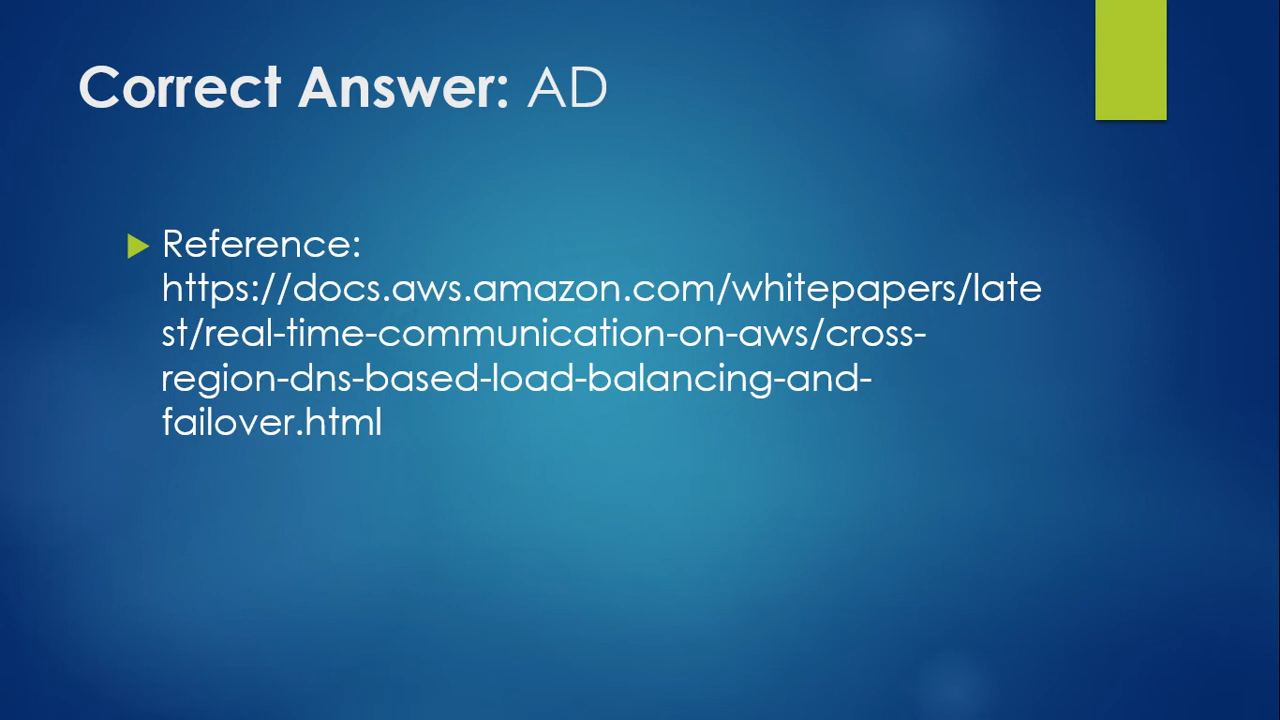 Correct Answer: AD
Reference:
https://docs.aws.amazon.com/whitepapers/late
st/real-time-communication-on-aws/cross-
region-dns-based-load-balancing-and-
failover.html